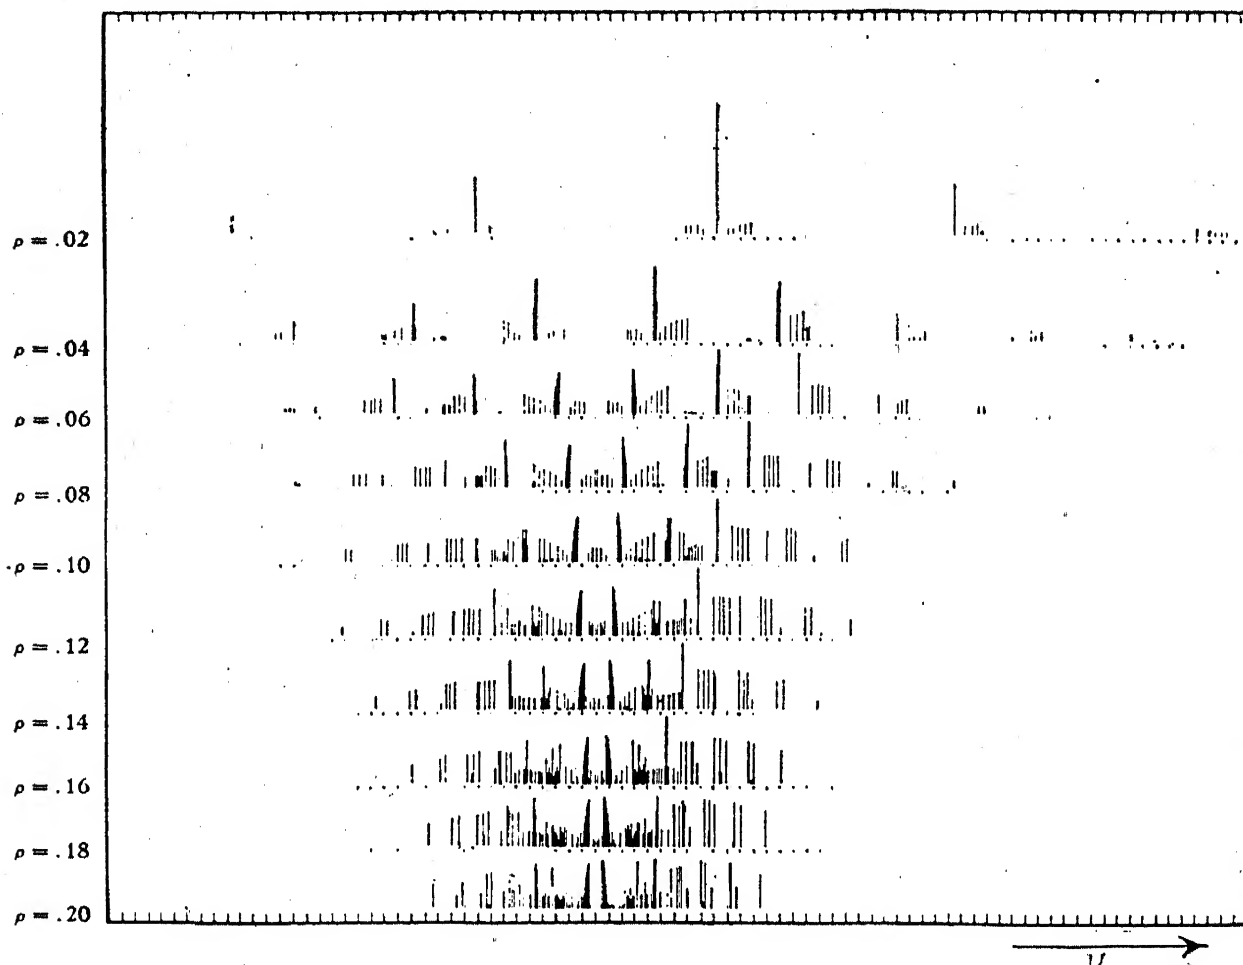 ρ = .02
ρ = .04
ρ = .06
ρ = .08
ρ = .10
ρ = .12
ρ = .14
ρ = .16
ρ = .18
ρ = .20